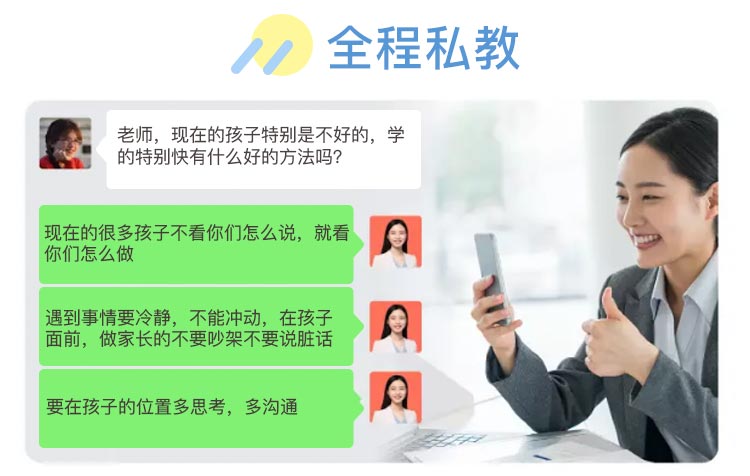 全程私教
老师，现在的孩子特别是不好的，学
的特别快有什么好的方法吗？
现在的很多孩子不看你们怎么说，就看
你们怎么做
遇到事情要冷静，不能冲动，在孩子
面前，做家长的不要吵架不要说脏话
要在孩子的位置多思考，多沟通